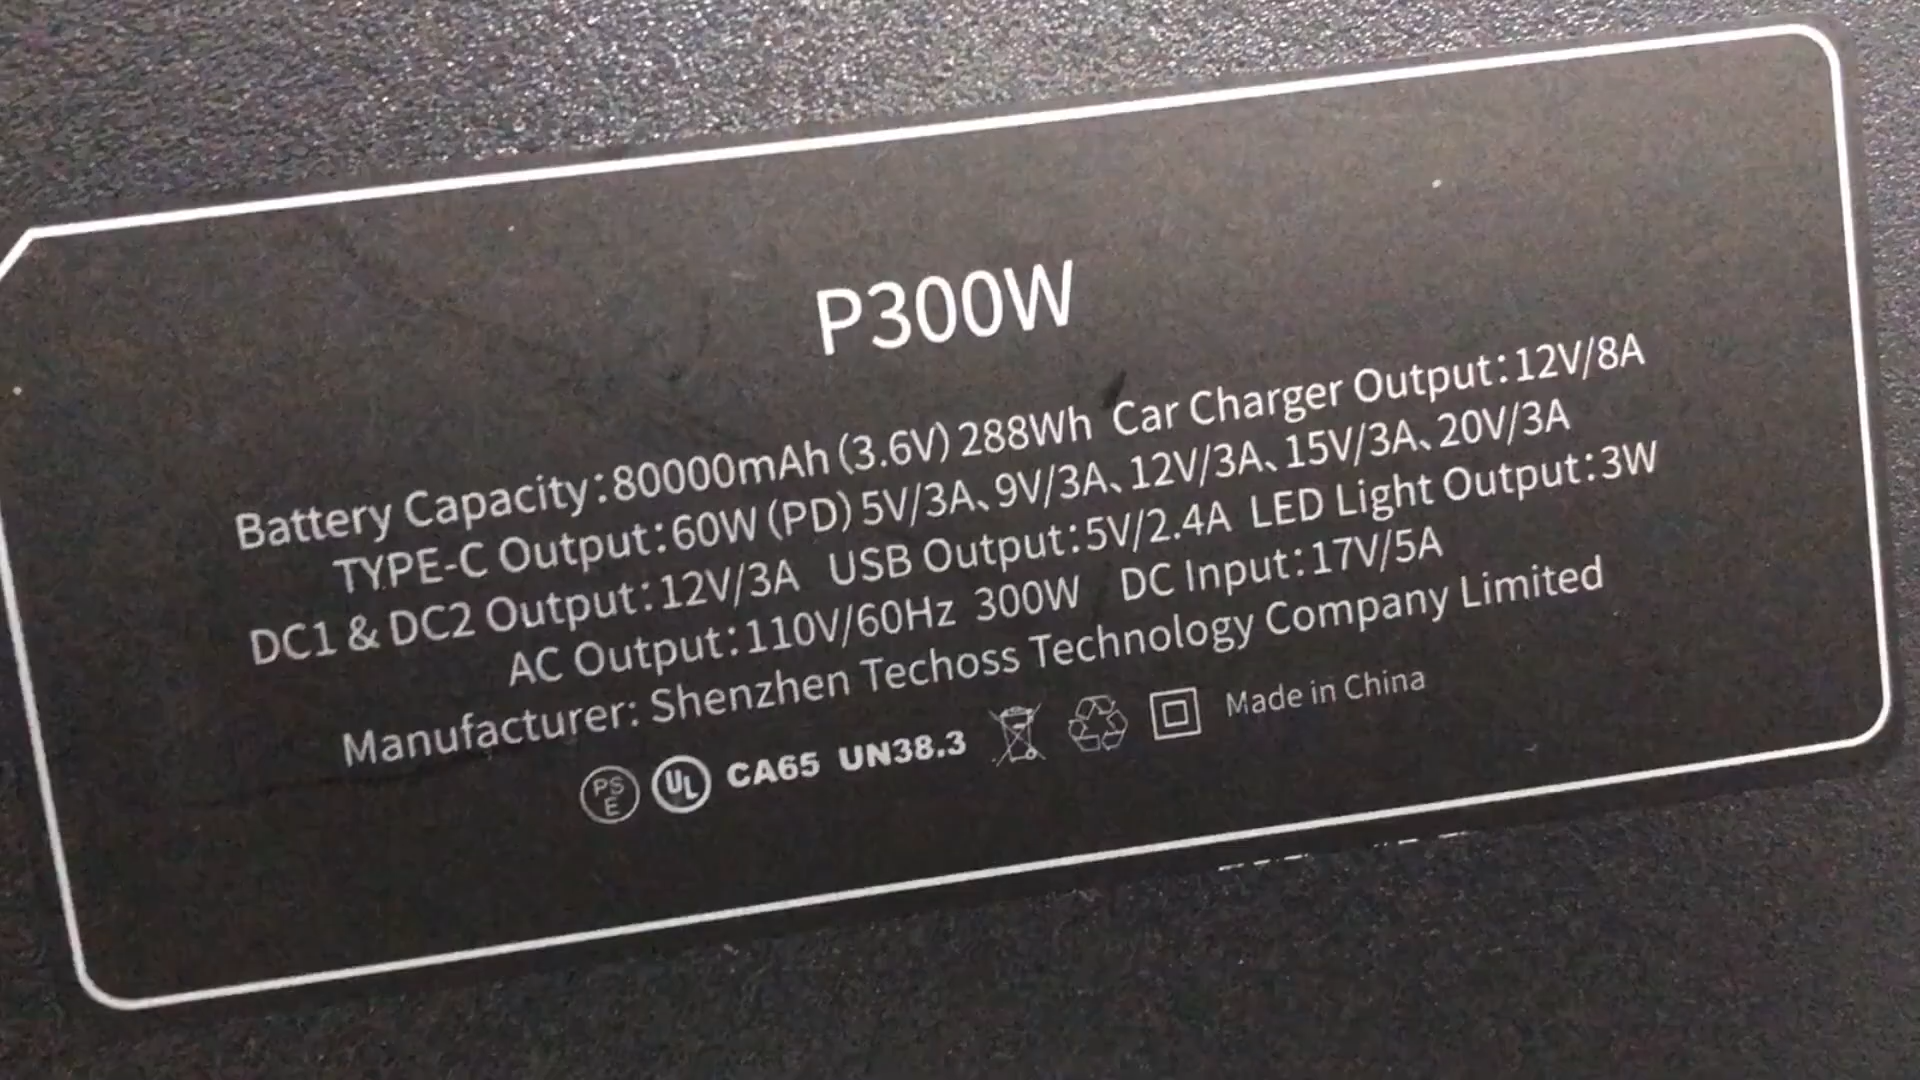 P300W
Battery Capacity:80000mAh (3.6V) 288Wh Car Charger Output:12V/8A
TYPE-C Output:60W (PD) 5V/3A、9V/3A、12V/3A、15V/3A、20V/3A
DC1 & DC2 Output:12V/3A USB Output:5V/2.4A LED Light Output:3W
AC Output:110V/60Hz 300W DC Input:17V/5A
Manufacturer: Shenzhen Techoss Technology Company Limited
PSE UL CA65 UN38.3 Made in China